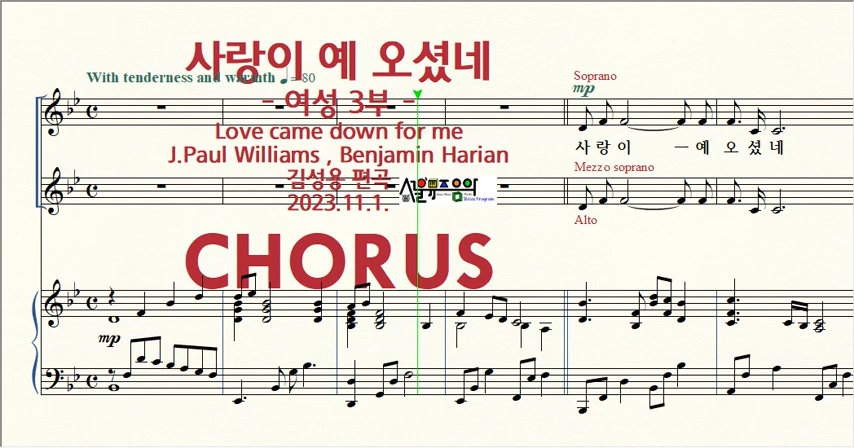 사랑이 예 오셨네
With tenderness and warmth ♩= 80
- 여성 3부 -
Love came down for me
J.Paul Williams , Benjamin Harian
김성웅 편곡
2023.11.1.
CHORUS
Soprano
mp
사 랑 이 — 예 오 셨 네
Mezzo soprano
Alto
mp